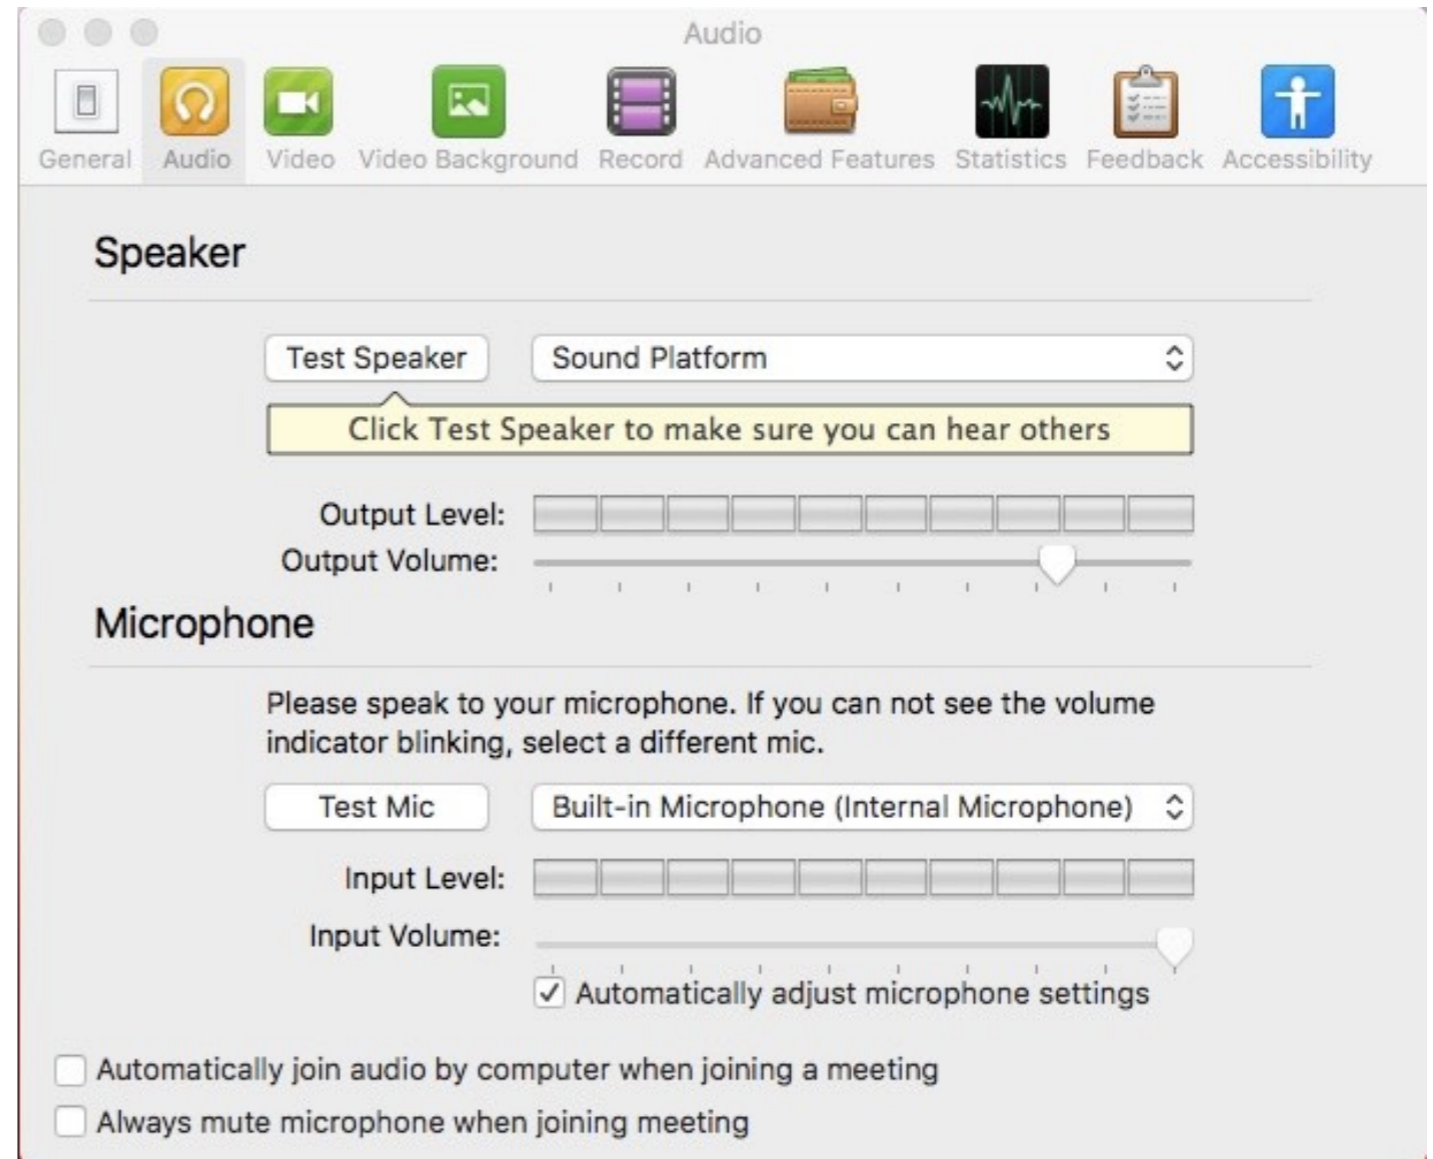 Audio
General Audio Video Video Background Record Advanced Features Statistics Feedback Accessibility
Speaker
Test Speaker Sound Platform
Click Test Speaker to make sure you can hear others
Output Level:
Output Volume:
Microphone
Please speak to your microphone. If you can not see the volume
indicator blinking, select a different mic.
Test Mic Built-in Microphone (Internal Microphone)
Input Level:
Input Volume:
Automatically adjust microphone settings
Automatically join audio by computer when joining a meeting
Always mute microphone when joining meeting